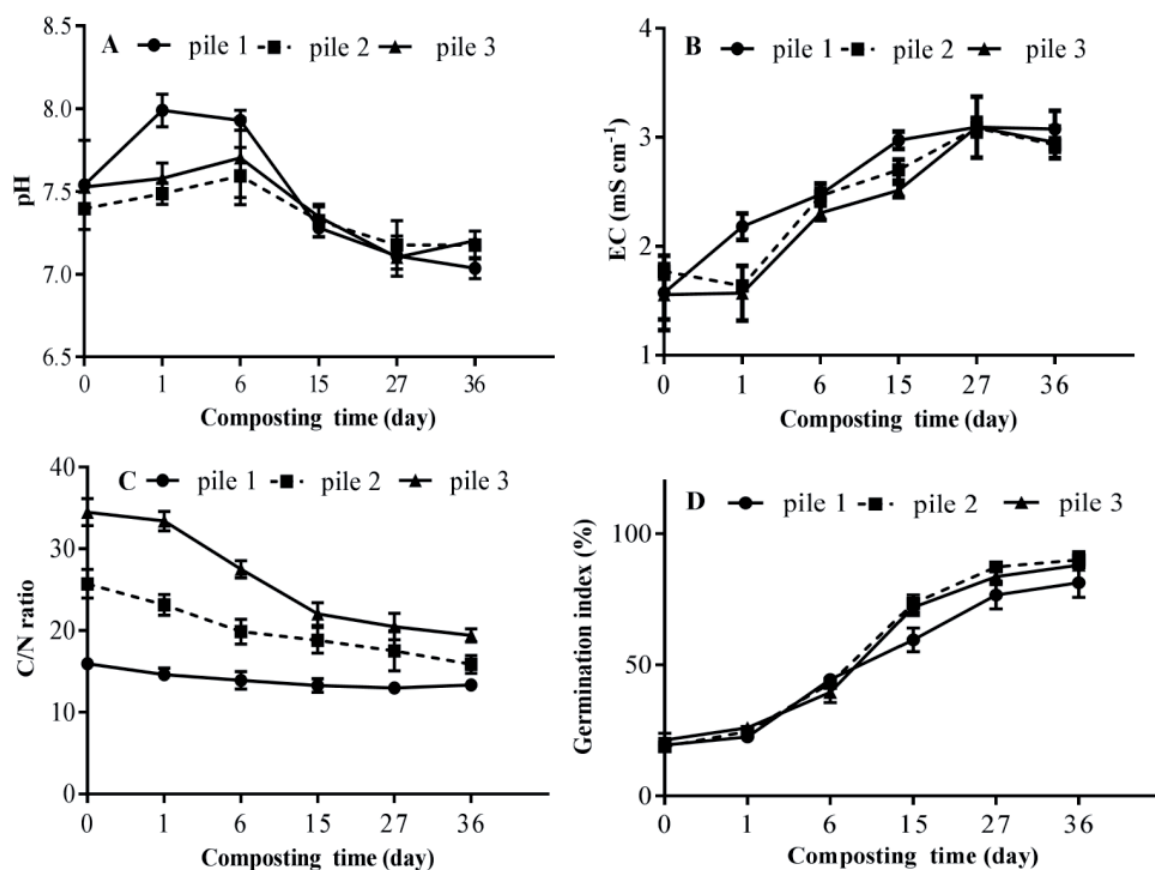 A pile 1 pile 2 pile 3
8.5
8.0
7.5
7.0
6.5
pH
0 1 6 15 27 36
Composting time (day)
B pile 1 pile 2 pile 3
4
3
2
1
EC (mS cm⁻¹)
0 1 6 15 27 36
Composting time (day)
C pile 1 pile 2 pile 3
40
30
20
10
0
C/N ratio
0 1 6 15 27 36
Composting time (day)
D pile 1 pile 2 pile 3
100
50
0
Germination index (%)
0 1 6 15 27 36
Composting time (day)